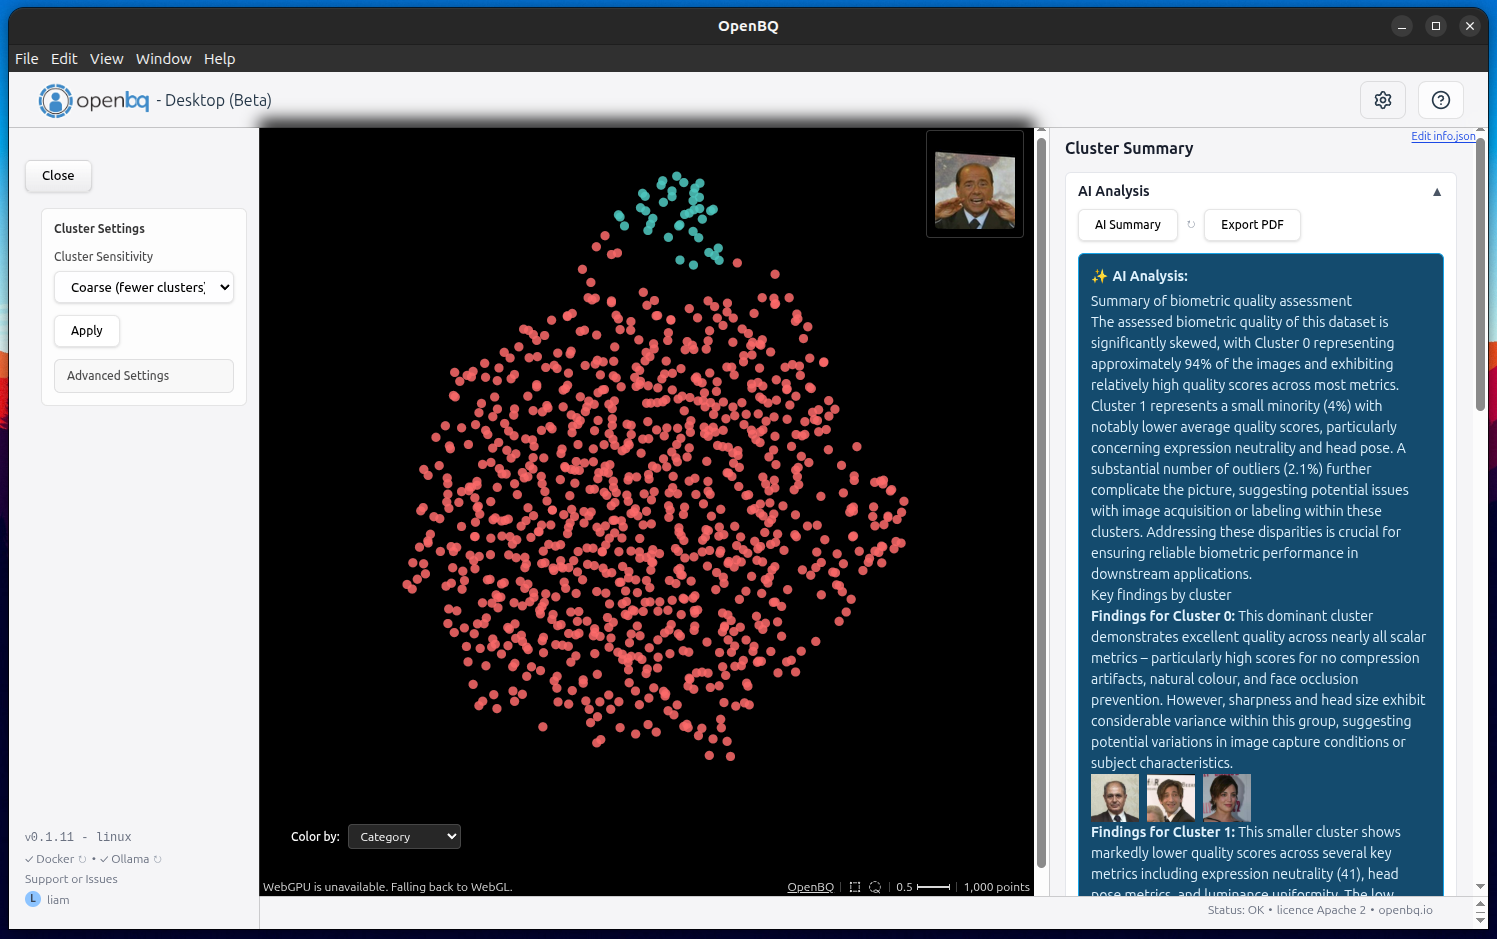 OpenBQ
File Edit View Window Help
openbq - Desktop (Beta)
Close
Cluster Settings
Cluster Sensitivity
Coarse (fewer clusters)
Apply
Advanced Settings
v0.1.11 - linux
✓ Docker ↻ • ✓ Ollama ↻
Support or Issues
L liam
Color by: Category
WebGPU is unavailable. Falling back to WebGL.
OpenBQ 0.5 1,000 points
Edit info.json
Cluster Summary
AI Analysis ▲
AI Summary ↻ Export PDF
✨ AI Analysis:
Summary of biometric quality assessment
The assessed biometric quality of this dataset is
significantly skewed, with Cluster 0 representing
approximately 94% of the images and exhibiting
relatively high quality scores across most metrics.
Cluster 1 represents a small minority (4%) with
notably lower average quality scores, particularly
concerning expression neutrality and head pose. A
substantial number of outliers (2.1%) further
complicate the picture, suggesting potential issues
with image acquisition or labeling within these
clusters. Addressing these disparities is crucial for
ensuring reliable biometric performance in
downstream applications.
Key findings by cluster
Findings for Cluster 0: This dominant cluster
demonstrates excellent quality across nearly all scalar
metrics – particularly high scores for no compression
artifacts, natural colour, and face occlusion
prevention. However, sharpness and head size exhibit
considerable variance within this group, suggesting
potential variations in image capture conditions or
subject characteristics.
Findings for Cluster 1: This smaller cluster shows
markedly lower quality scores across several key
metrics including expression neutrality (41), head
pose metrics, and luminance uniformity. The low
Status: OK • licence Apache 2 • openbq.io